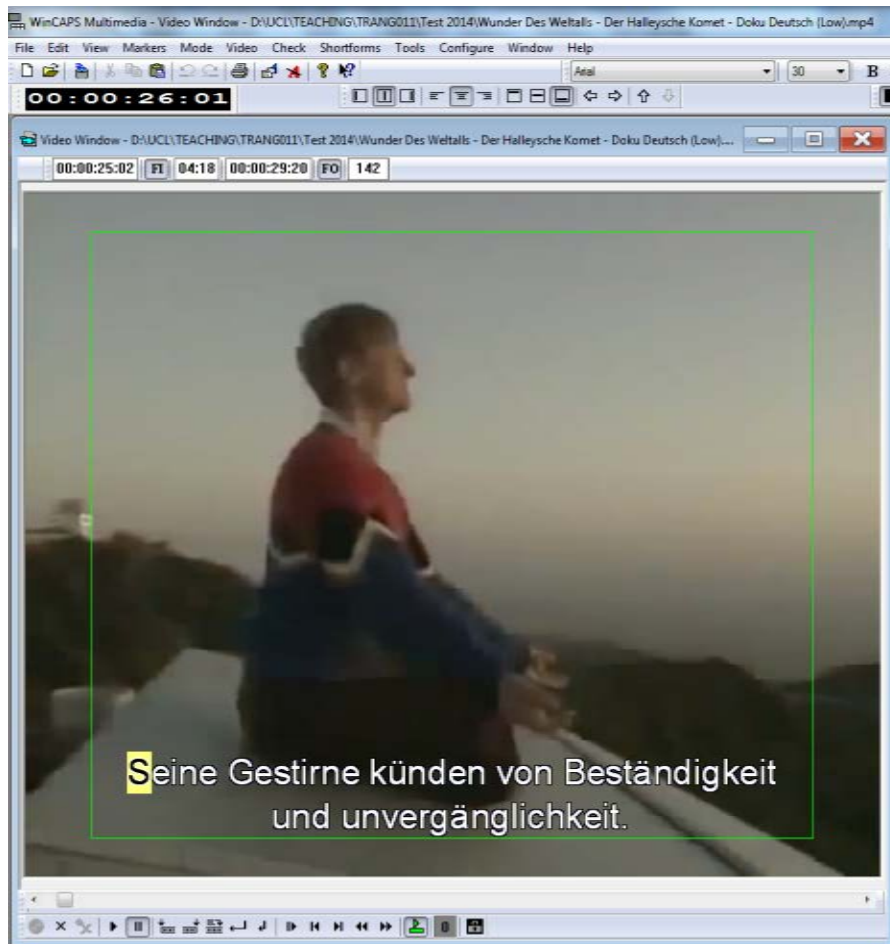 WinCAPS Multimedia - Video Window - D:\UCL\TEACHING\TRANG011\Test 2014\Wunder Des Weltalls - Der Halleysche Komet - Doku Deutsch (Low).mp4
File Edit View Markers Mode Video Check Shortforms Tools Configure Window Help
Arial 30 B
00:00:26:01
Video Window - D:\UCL\TEACHING\TRANG011\Test 2014\Wunder Des Weltalls - Der Halleysche Komet - Doku Deutsch (Low)....
00:00:25:02 FI 04:18 00:00:29:20 FO 142
Seine Gestirne künden von Beständigkeit
und unvergänglichkeit.